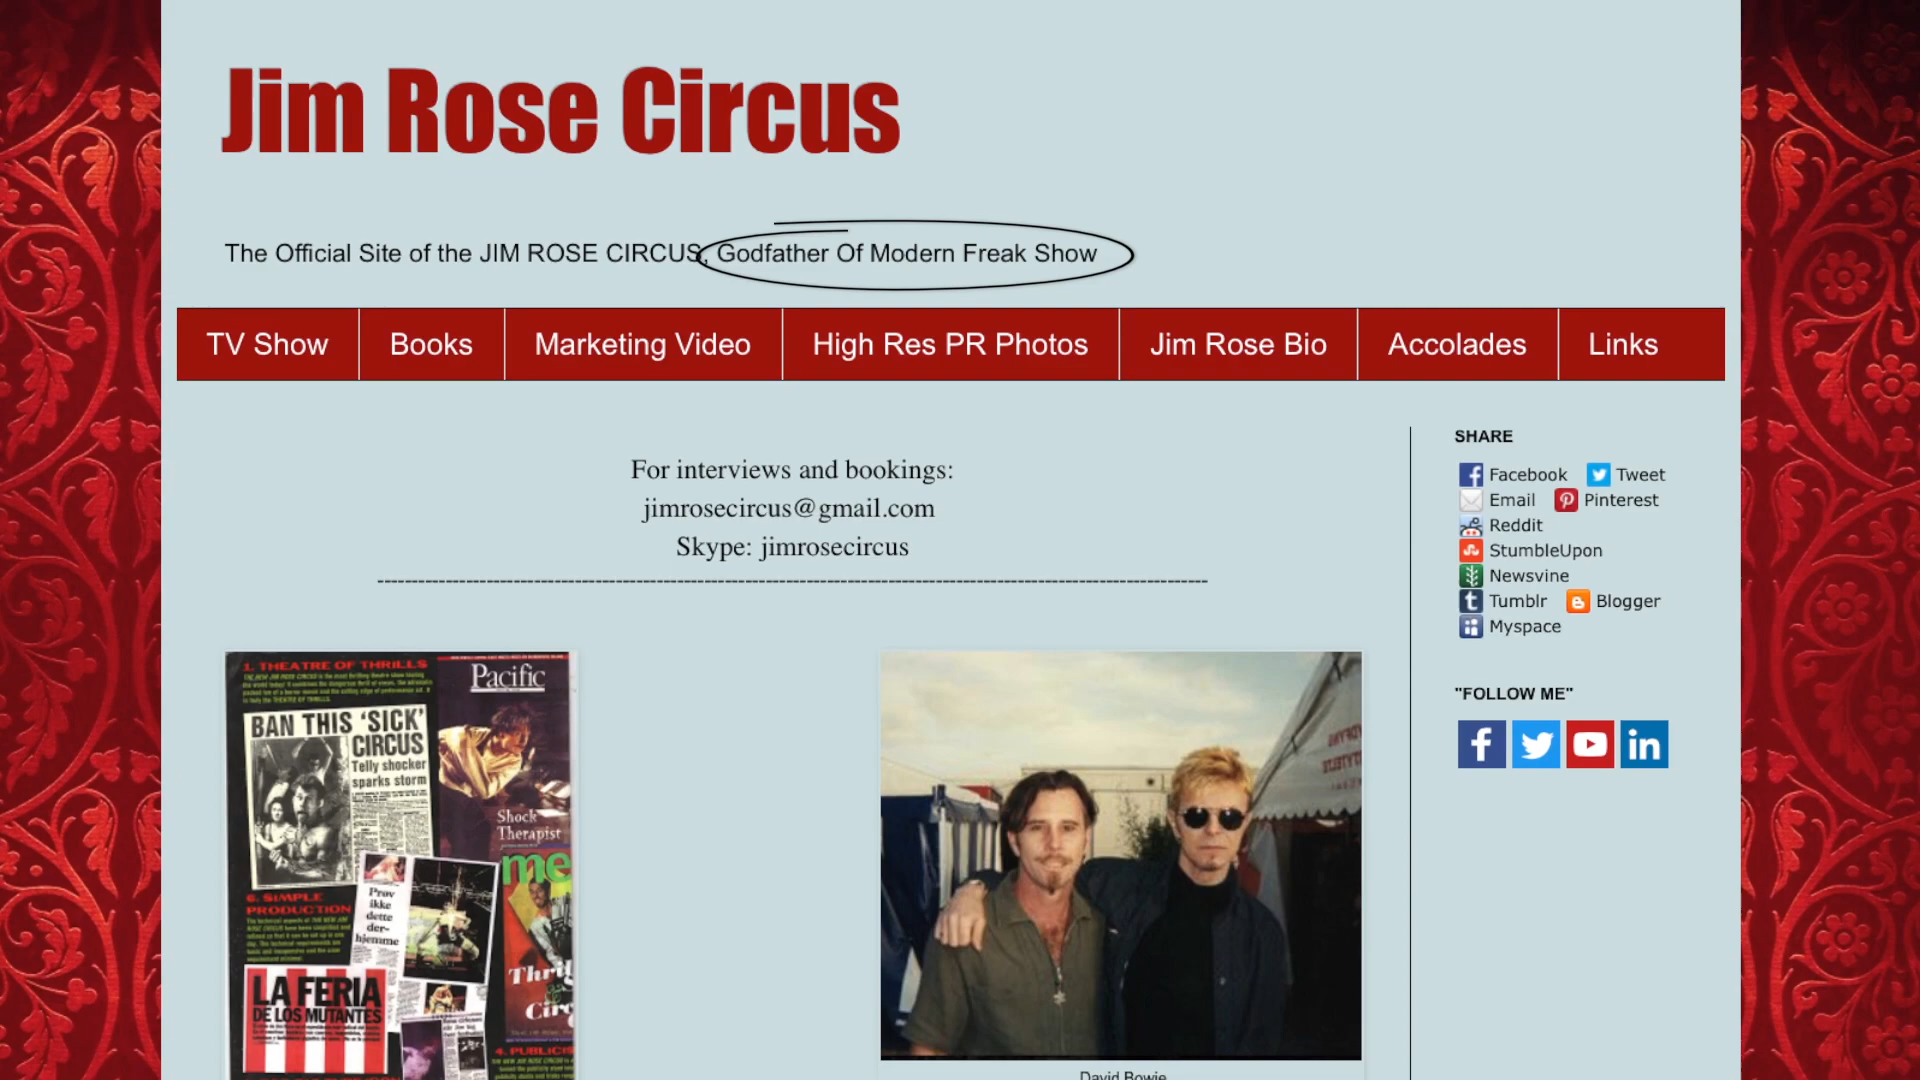 Jim Rose Circus
The Official Site of the JIM ROSE CIRCUS, Godfather Of Modern Freak Show
TV Show
Books
Marketing Video
High Res PR Photos
Jim Rose Bio
Accolades
Links
For interviews and bookings:
jimrosecircus@gmail.com
Skype: jimrosecircus
SHARE
Facebook Tweet
Email Pinterest
Reddit
StumbleUpon
Newsvine
Tumblr Blogger
Myspace
"FOLLOW ME"
1. THEATRE OF THRILLS
Pacific
BAN THIS 'SICK'
CIRCUS
Telly shocker
sparks storm
Shock
Therapist
me
6. SIMPLE
PRODUCTION
Prøv
ikke
dette
der-
hjemme
Thri
Circ
LA FERIA
DE LOS MUTANTES
4. PUBLICIS
David Bowie